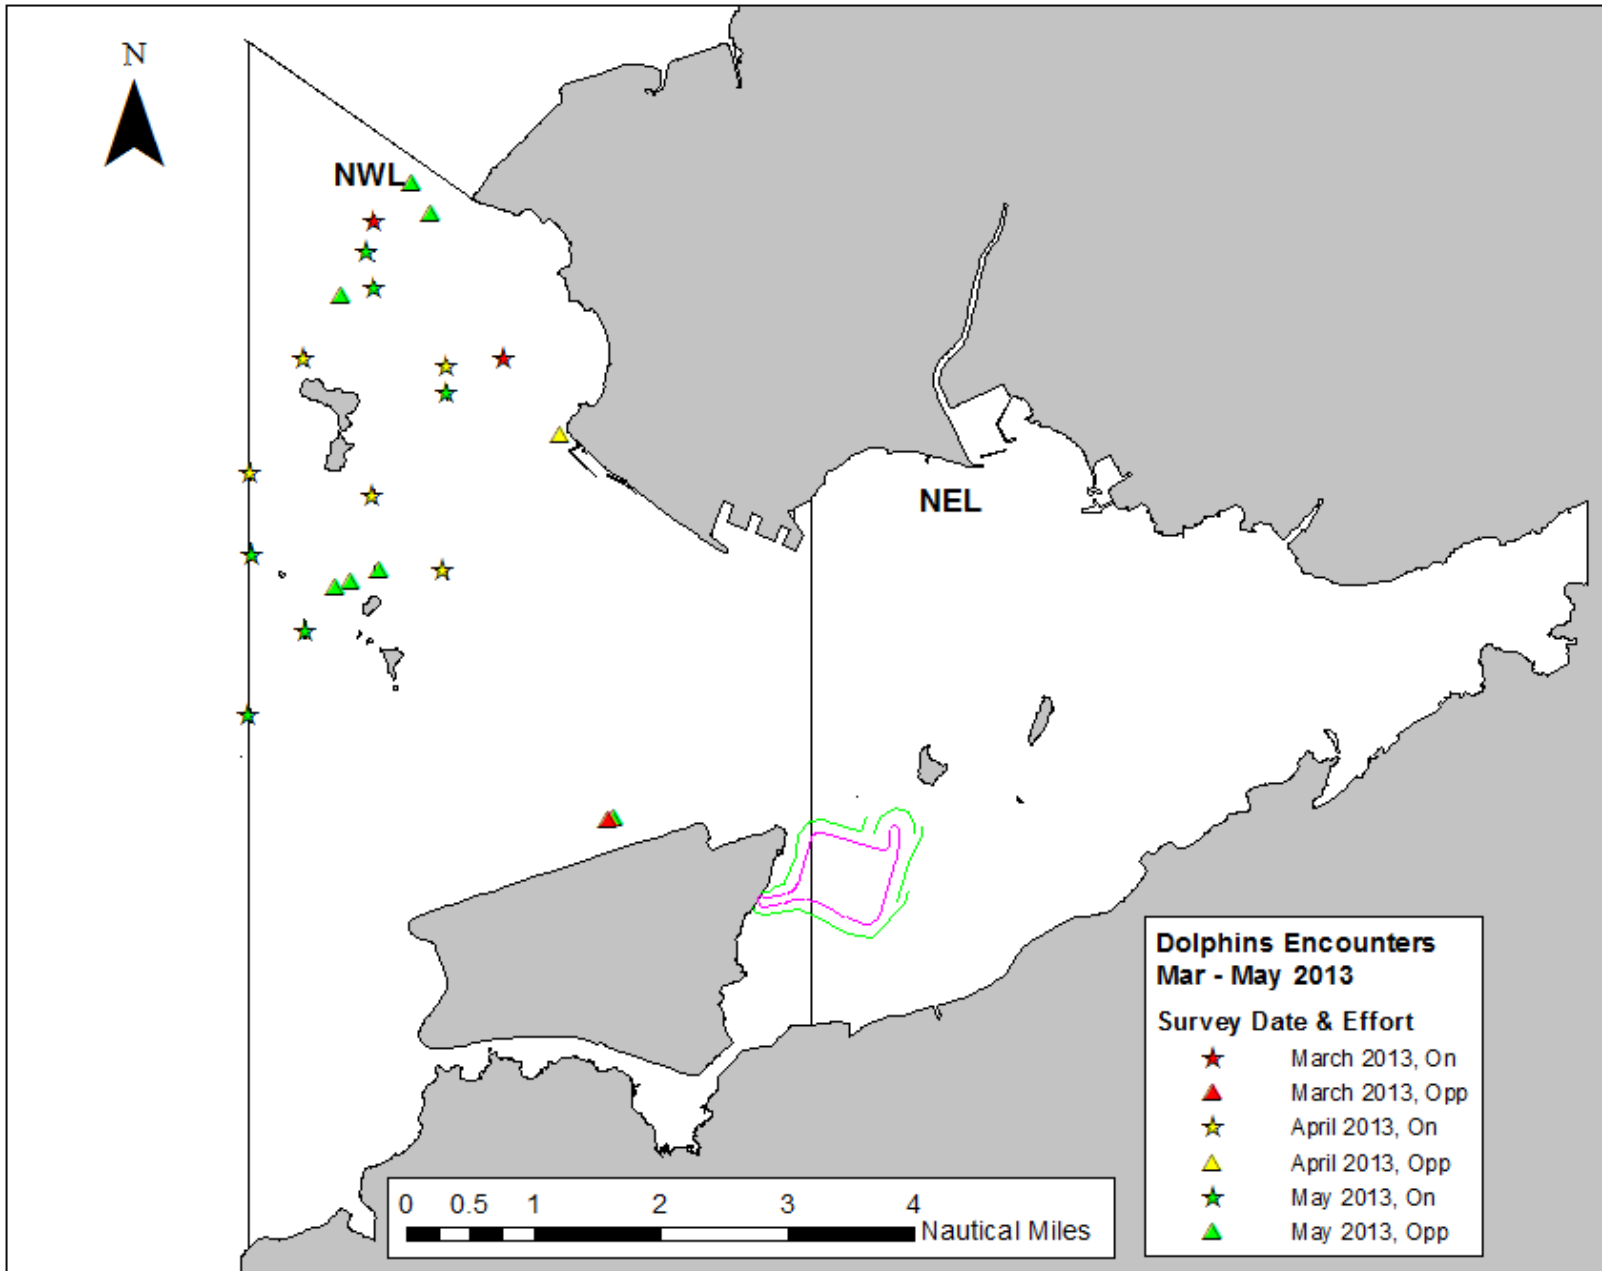 N
NWL
NEL
Dolphins Encounters
Mar - May 2013
Survey Date & Effort
March 2013, On
March 2013, Opp
April 2013, On
April 2013, Opp
May 2013, On
May 2013, Opp
0 0.5 1 2 3 4
Nautical Miles